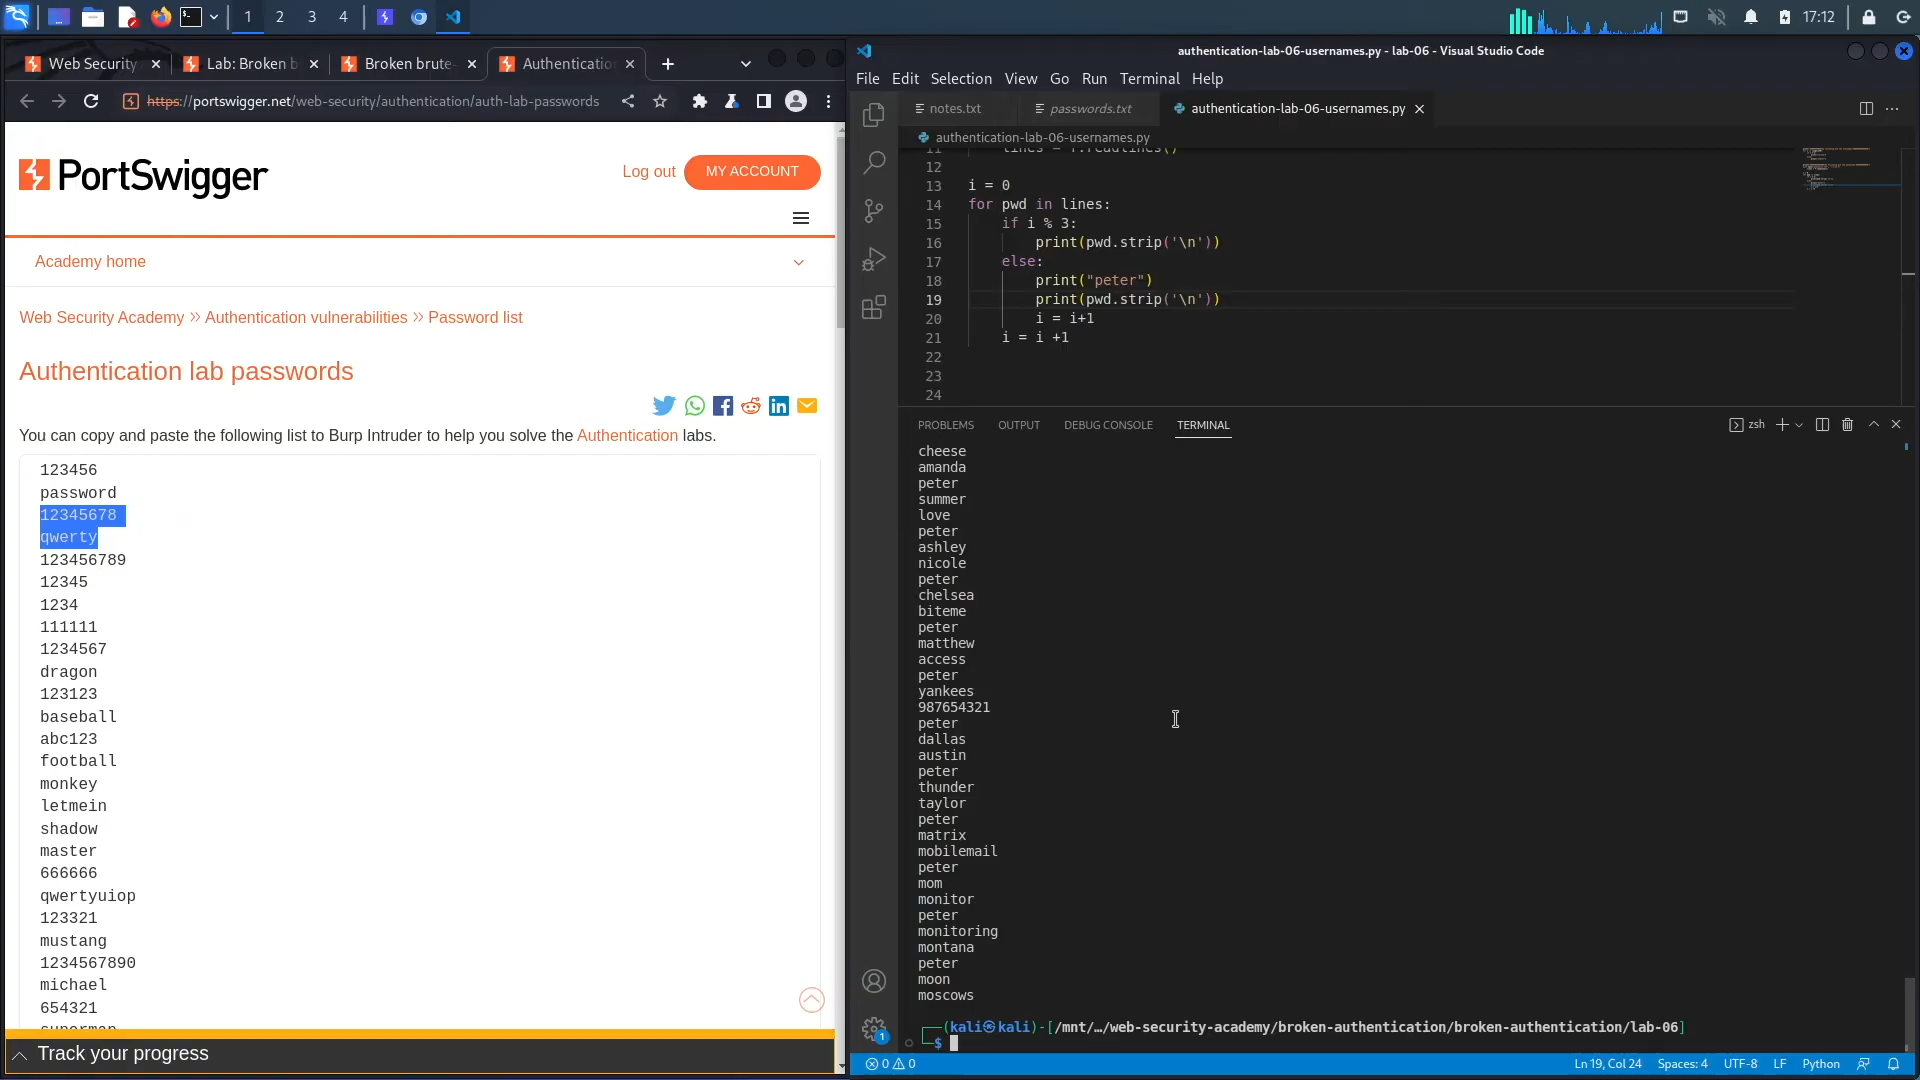 1 2 3 4
17:12
Web Security
Lab: Broken b
Broken brute-
Authentication
https://portswigger.net/web-security/authentication/auth-lab-passwords
PortSwigger
Log out
MY ACCOUNT
Academy home
Web Security Academy >> Authentication vulnerabilities >> Password list
Authentication lab passwords
You can copy and paste the following list to Burp Intruder to help you solve the Authentication labs.
123456
password
12345678
qwerty
123456789
12345
1234
111111
1234567
dragon
123123
baseball
abc123
football
monkey
letmein
shadow
master
666666
qwertyuiop
123321
mustang
1234567890
michael
654321
superman
Track your progress
authentication-lab-06-usernames.py - lab-06 - Visual Studio Code
File Edit Selection View Go Run Terminal Help
notes.txt
passwords.txt
authentication-lab-06-usernames.py
authentication-lab-06-usernames.py
11 lines = f.readlines()
12
13 i = 0
14 for pwd in lines:
15 if i % 3:
16 print(pwd.strip('\n'))
17 else:
18 print("peter")
19 print(pwd.strip('\n'))
20 i = i+1
21 i = i +1
22
23
24
PROBLEMS OUTPUT DEBUG CONSOLE TERMINAL
zsh
cheese
amanda
peter
summer
love
peter
ashley
nicole
peter
chelsea
biteme
peter
matthew
access
peter
yankees
987654321
peter
dallas
austin
peter
thunder
taylor
peter
matrix
mobilemail
peter
mom
monitor
peter
monitoring
montana
peter
moon
moscows
(kali㉿kali)-[/mnt/…/web-security-academy/broken-authentication/broken-authentication/lab-06]
$
1
0 0
Ln 19, Col 24 Spaces: 4 UTF-8 LF Python